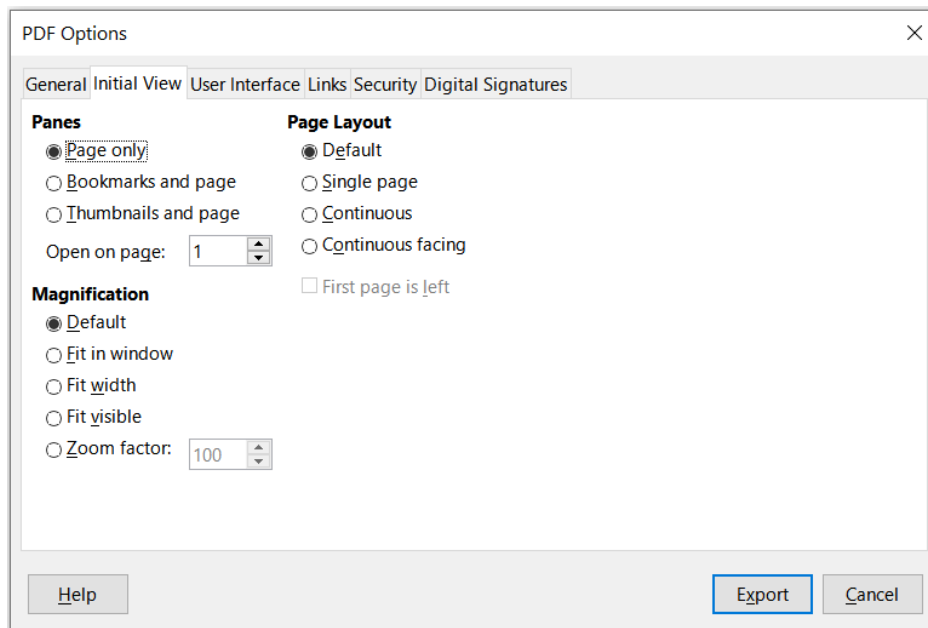 PDF Options
General Initial View User Interface Links Security Digital Signatures
Panes
Page only
Bookmarks and page
Thumbnails and page
Open on page: 1
Magnification
Default
Fit in window
Fit width
Fit visible
Zoom factor: 100
Page Layout
Default
Single page
Continuous
Continuous facing
First page is left
Help Export Cancel